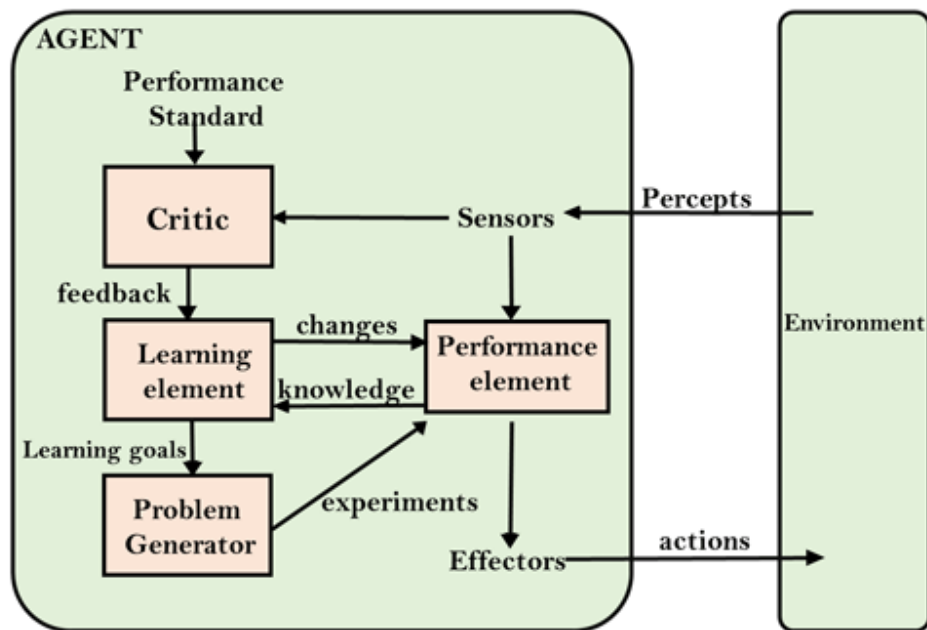 AGENT
Performance
Standard
Critic
Sensors
Percepts
feedback
changes
Learning
element
Performance
element
Environment
knowledge
Learning goals
experiments
Problem
Generator
Effectors
actions